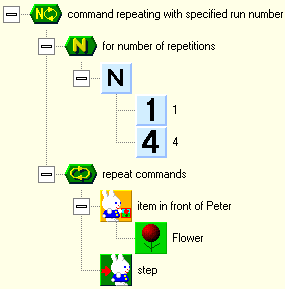 N command repeating with specified run number
N for number of repetitions
N
1 1
4 4
repeat commands
item in front of Peter
Flower
step